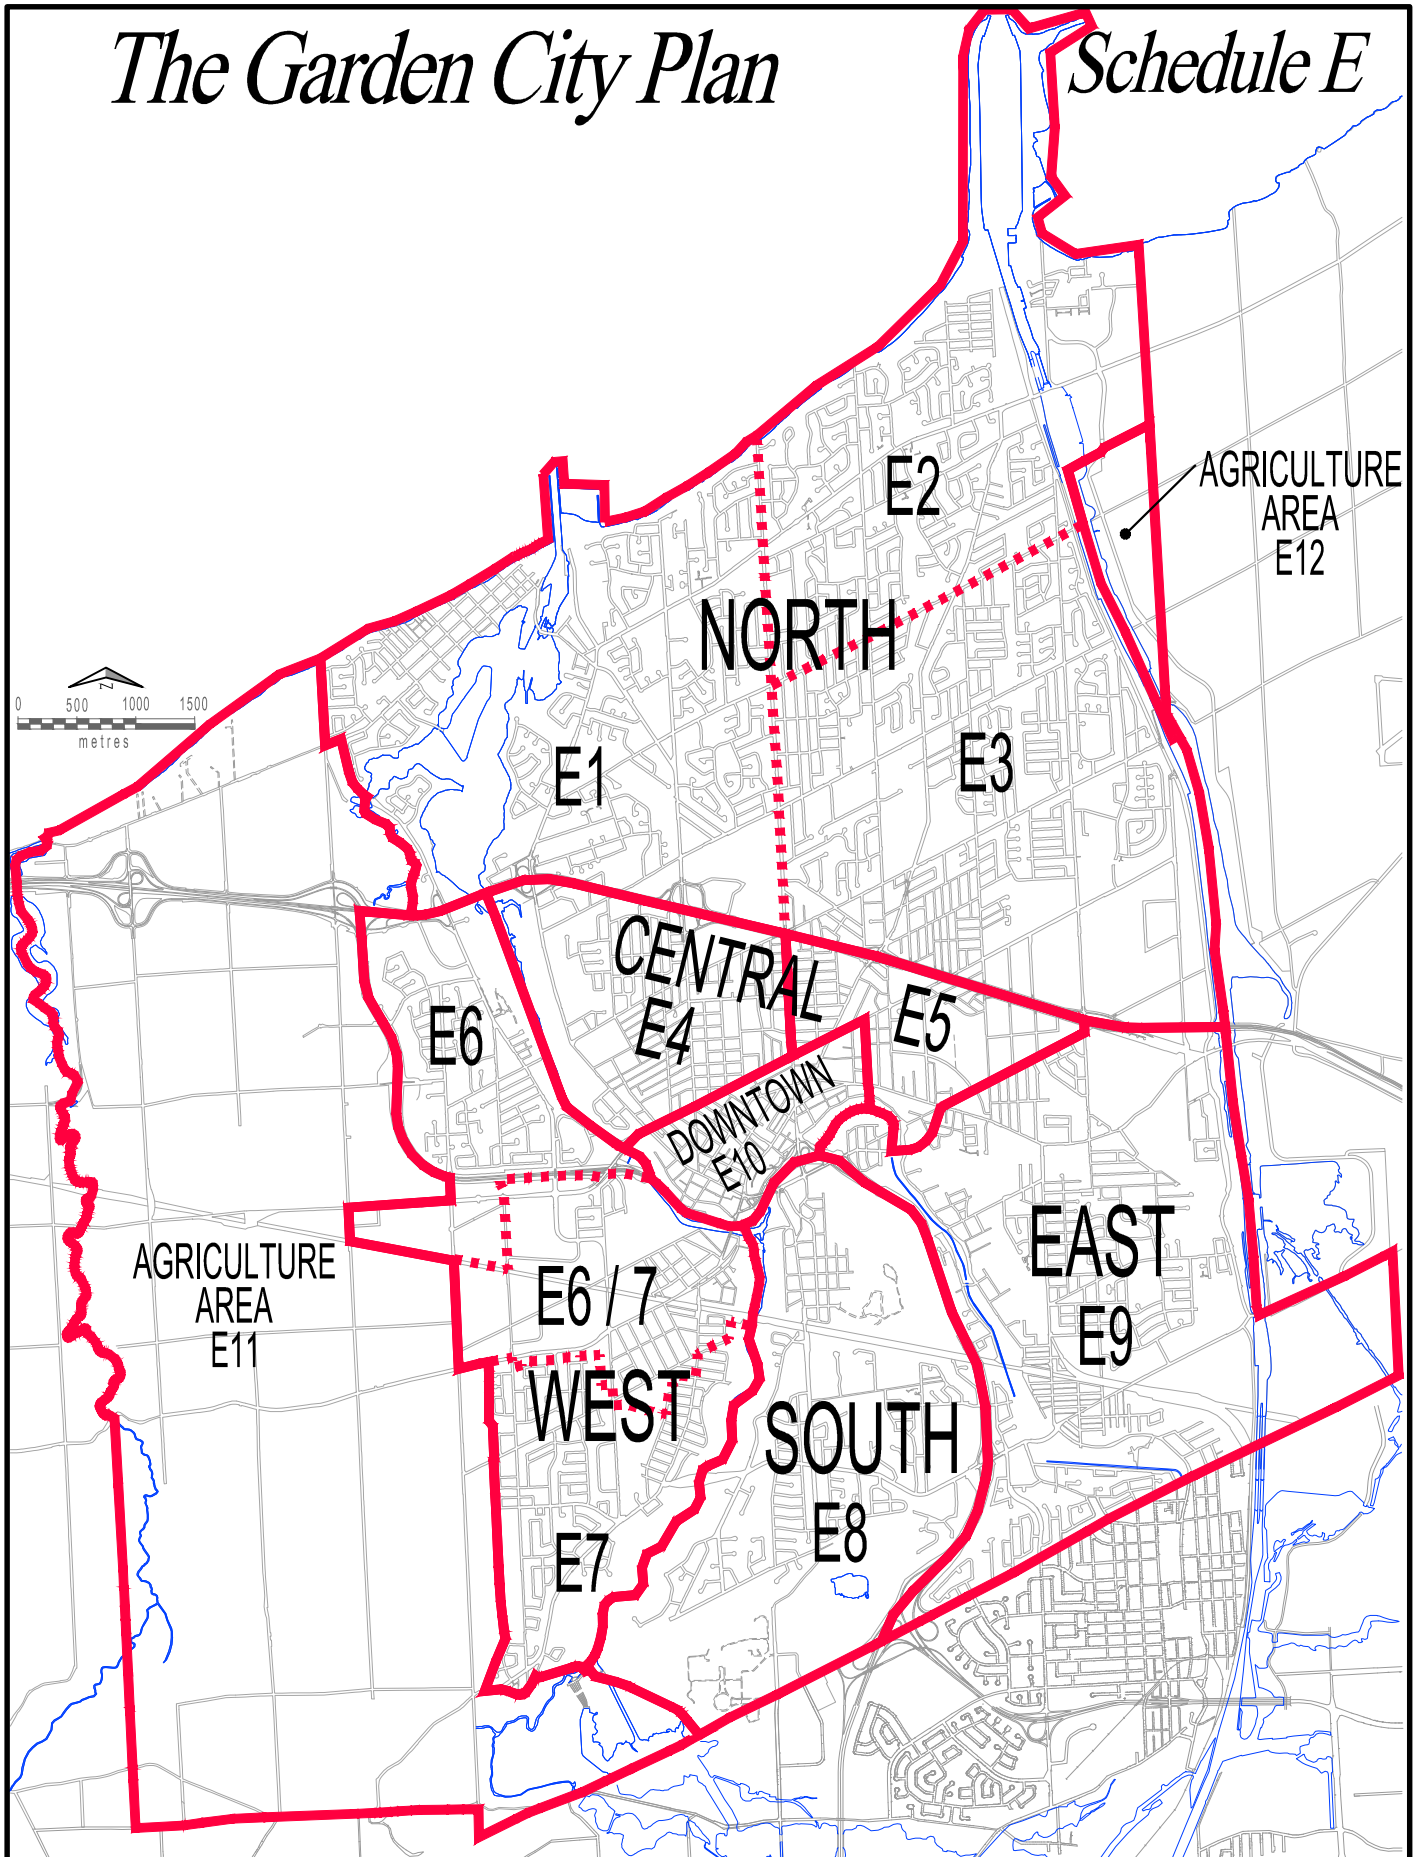 The Garden City Plan
Schedule E
E2
AGRICULTURE
AREA
E12
NORTH
N
0 500 1000 1500
metres
E1
E3
CENTRAL
E4
E5
E6
DOWNTOWN
E10
EAST
E9
AGRICULTURE
AREA
E11
E6 / 7
WEST
SOUTH
E8
E7